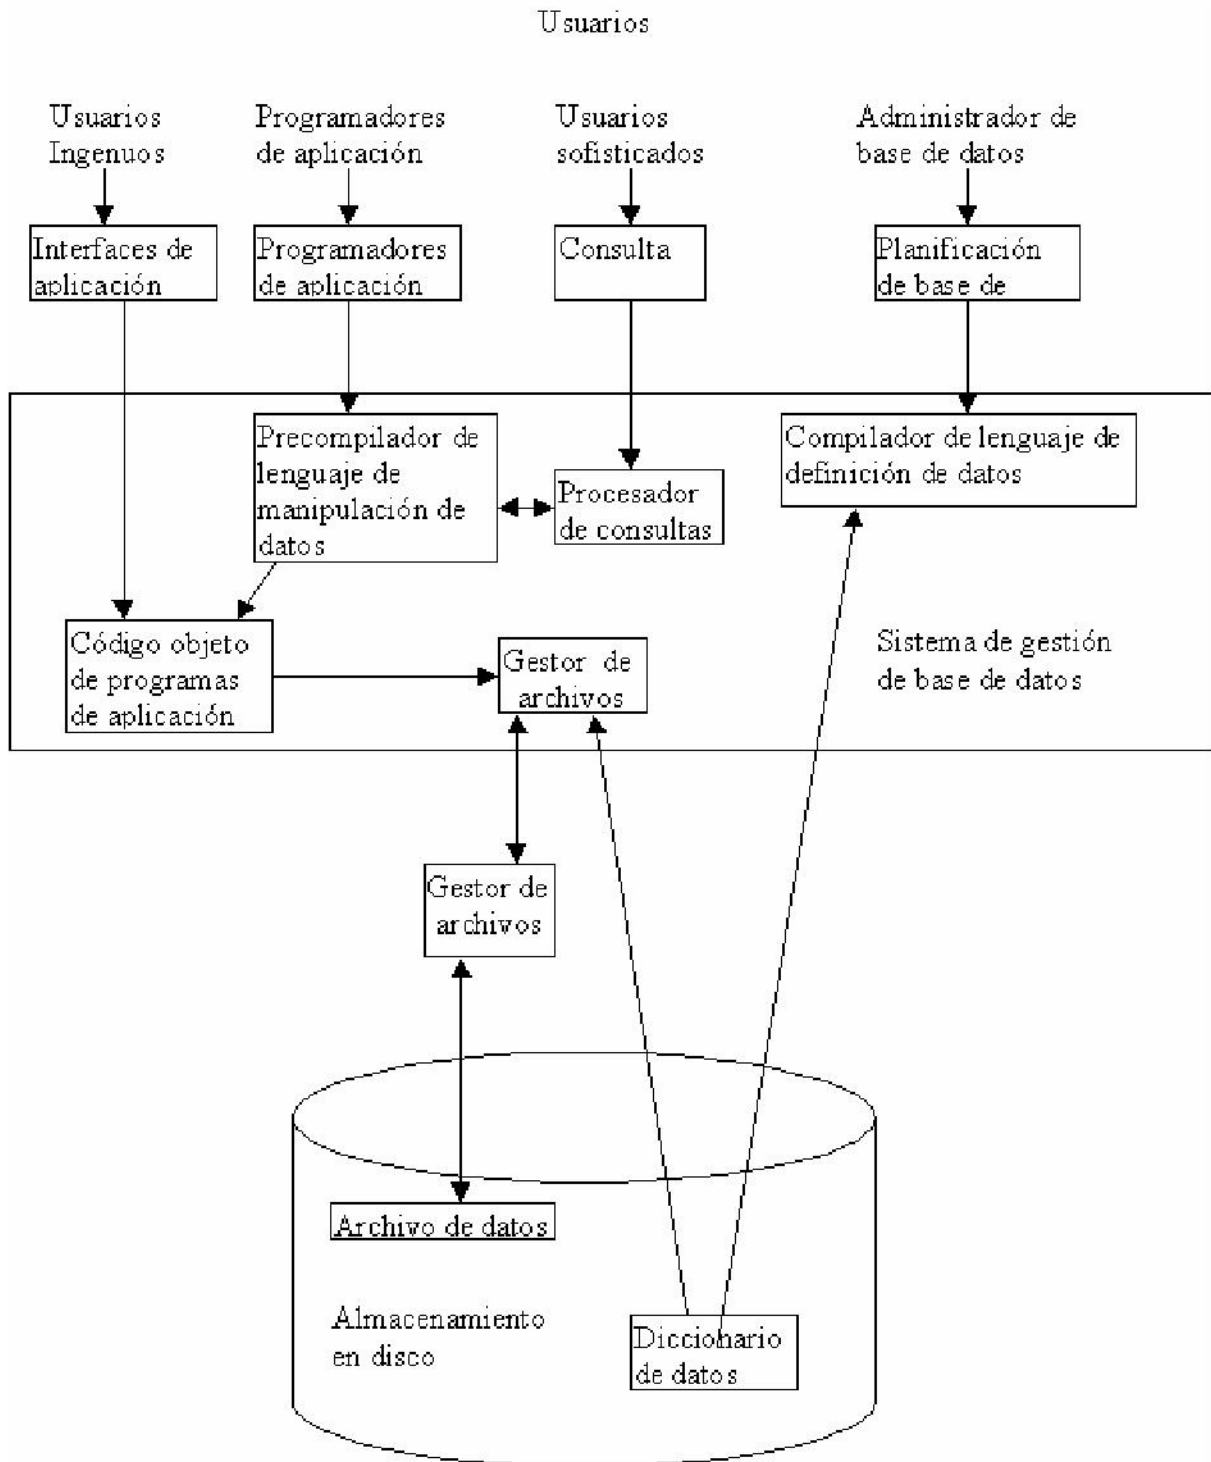 Usuarios
Usuarios
Ingenuos
Programadores
de aplicación
Usuarios
sofisticados
Administrador de
base de datos
Interfaces de
aplicación
Programadores
de aplicación
Consulta
Planificación
de base de
Precompilador de
lenguaje de
manipulación de
datos
Procesador
de consultas
Compilador de lenguaje de
definición de datos
Código objeto
de programas
de aplicación
Gestor de
archivos
Sistema de gestión
de base de datos
Gestor de
archivos
Archivo de datos
Almacenamiento
en disco
Diccionario
de datos